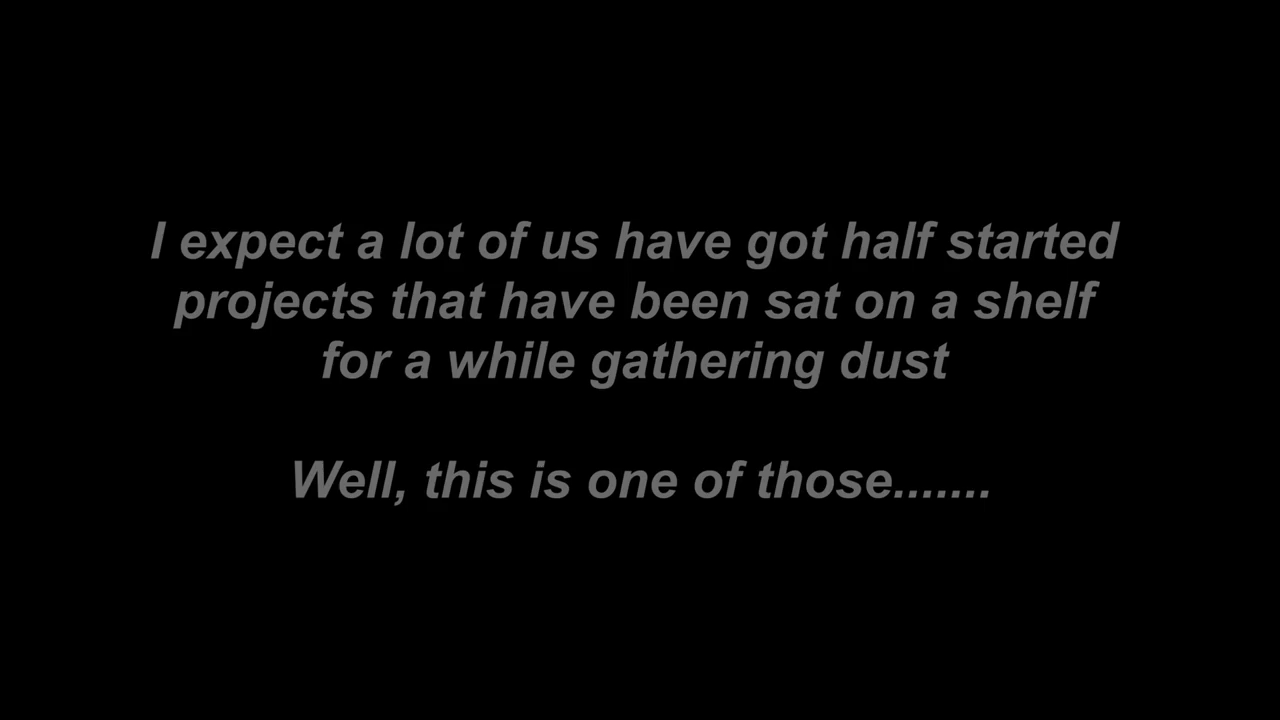 I expect a lot of us have got half started
projects that have been sat on a shelf
for a while gathering dust
Well, this is one of those.......